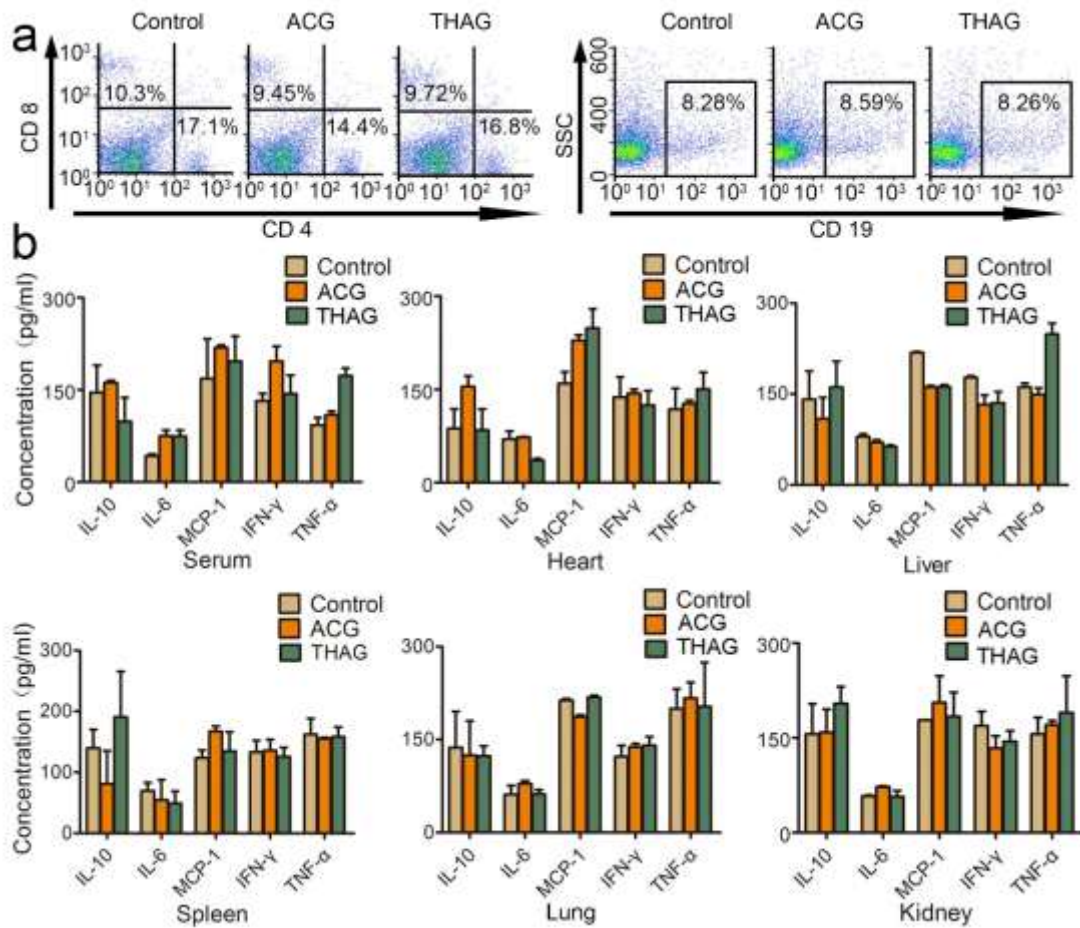 a
Control ACG THAG
CD 8
10³
10²
10¹
10⁰
10.3% 9.45% 9.72%
17.1% 14.4% 16.8%
10⁰ 10¹ 10² 10³ 10⁰ 10¹ 10² 10³ 10⁰ 10¹ 10² 10³
CD 4
Control ACG THAG
SSC
600
400
200
0
8.28% 8.59% 8.26%
10⁰ 10¹ 10² 10³ 10⁰ 10¹ 10² 10³ 10⁰ 10¹ 10² 10³
CD 19
b
Concentration (pg/ml)
300
150
0
Control
ACG
THAG
IL-10 IL-6 MCP-1 IFN-γ TNF-α
Serum
300
150
0
Control
ACG
THAG
IL-10 IL-6 MCP-1 IFN-γ TNF-α
Heart
300
150
0
Control
ACG
THAG
IL-10 IL-6 MCP-1 IFN-γ TNF-α
Liver
Concentration (pg/ml)
300
200
100
0
Control
ACG
THAG
IL-10 IL-6 MCP-1 IFN-γ TNF-α
Spleen
300
150
0
Control
ACG
THAG
IL-10 IL-6 MCP-1 IFN-γ TNF-α
Lung
300
150
0
Control
ACG
THAG
IL-10 IL-6 MCP-1 IFN-γ TNF-α
Kidney